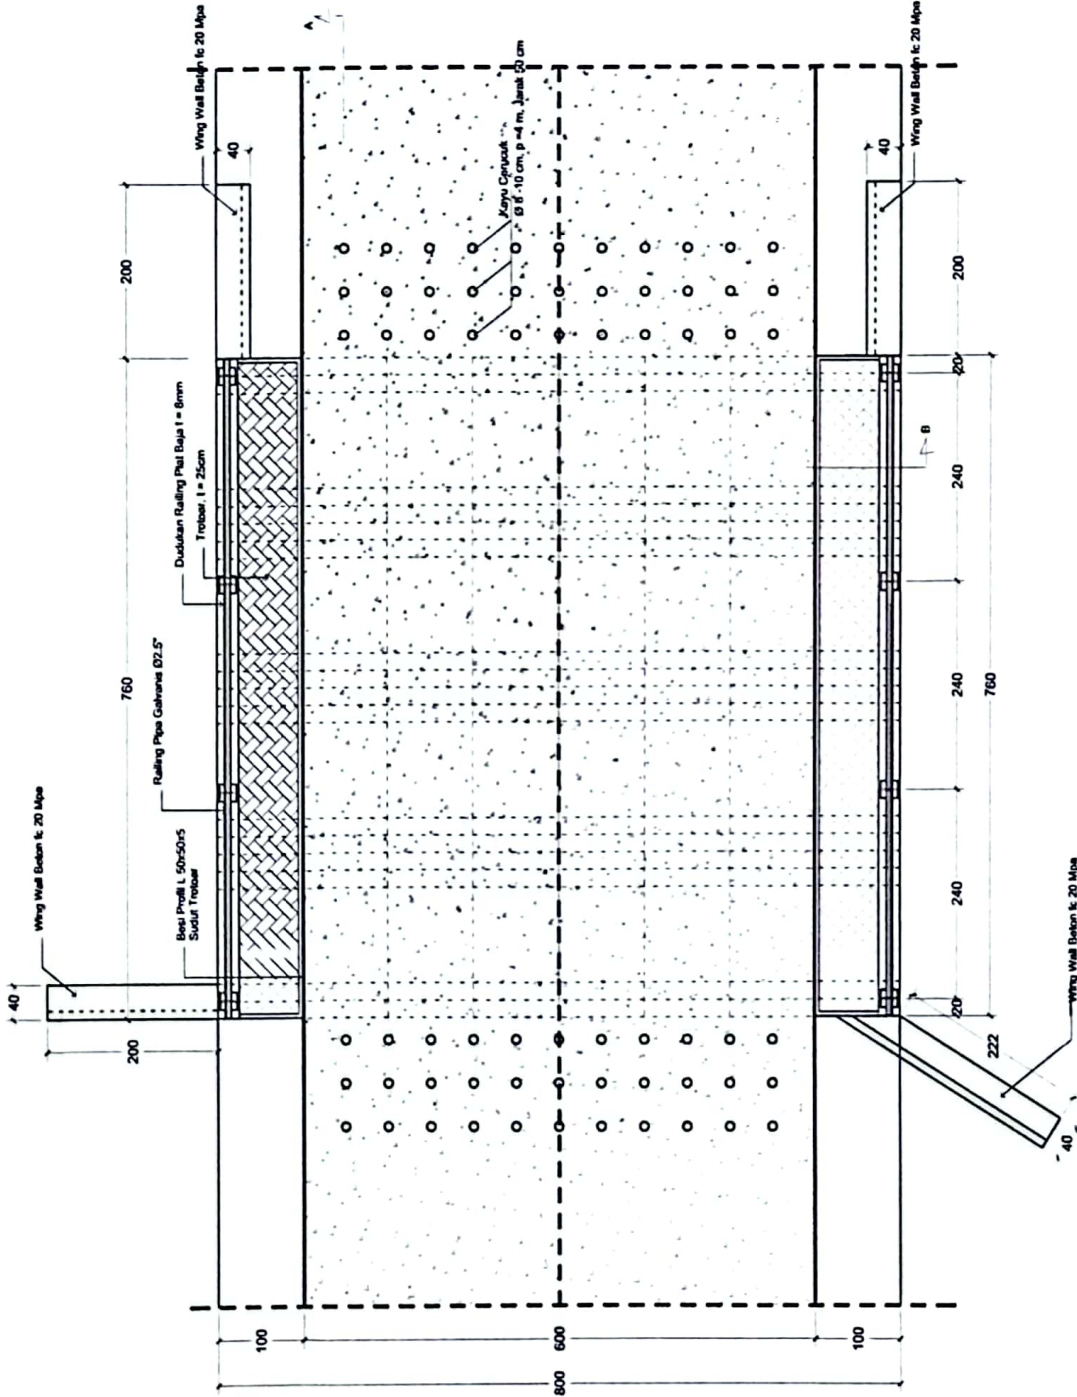 Wing Wall Beton fc 20 Mpa
40
200
760
Wing Wall Beton fc 20 Mpa
40
200
Besi Profil L 50x50x5
Sudut Trotoar
Railing Pipa Galvanis Ø2.5"
Dudukan Railing Plat Baja t = 8mm
Trotoar, t = 25cm
A
Kayu Cerucuk
Ø 8 -10 cm, p =4 m, Jarak 50 cm
Wing Wall Beton fc 20 Mpa
40
200
20
240
240
240
20
760
B
222
40
Wing Wall Beton fc 20 Mpa
100
600
100
800